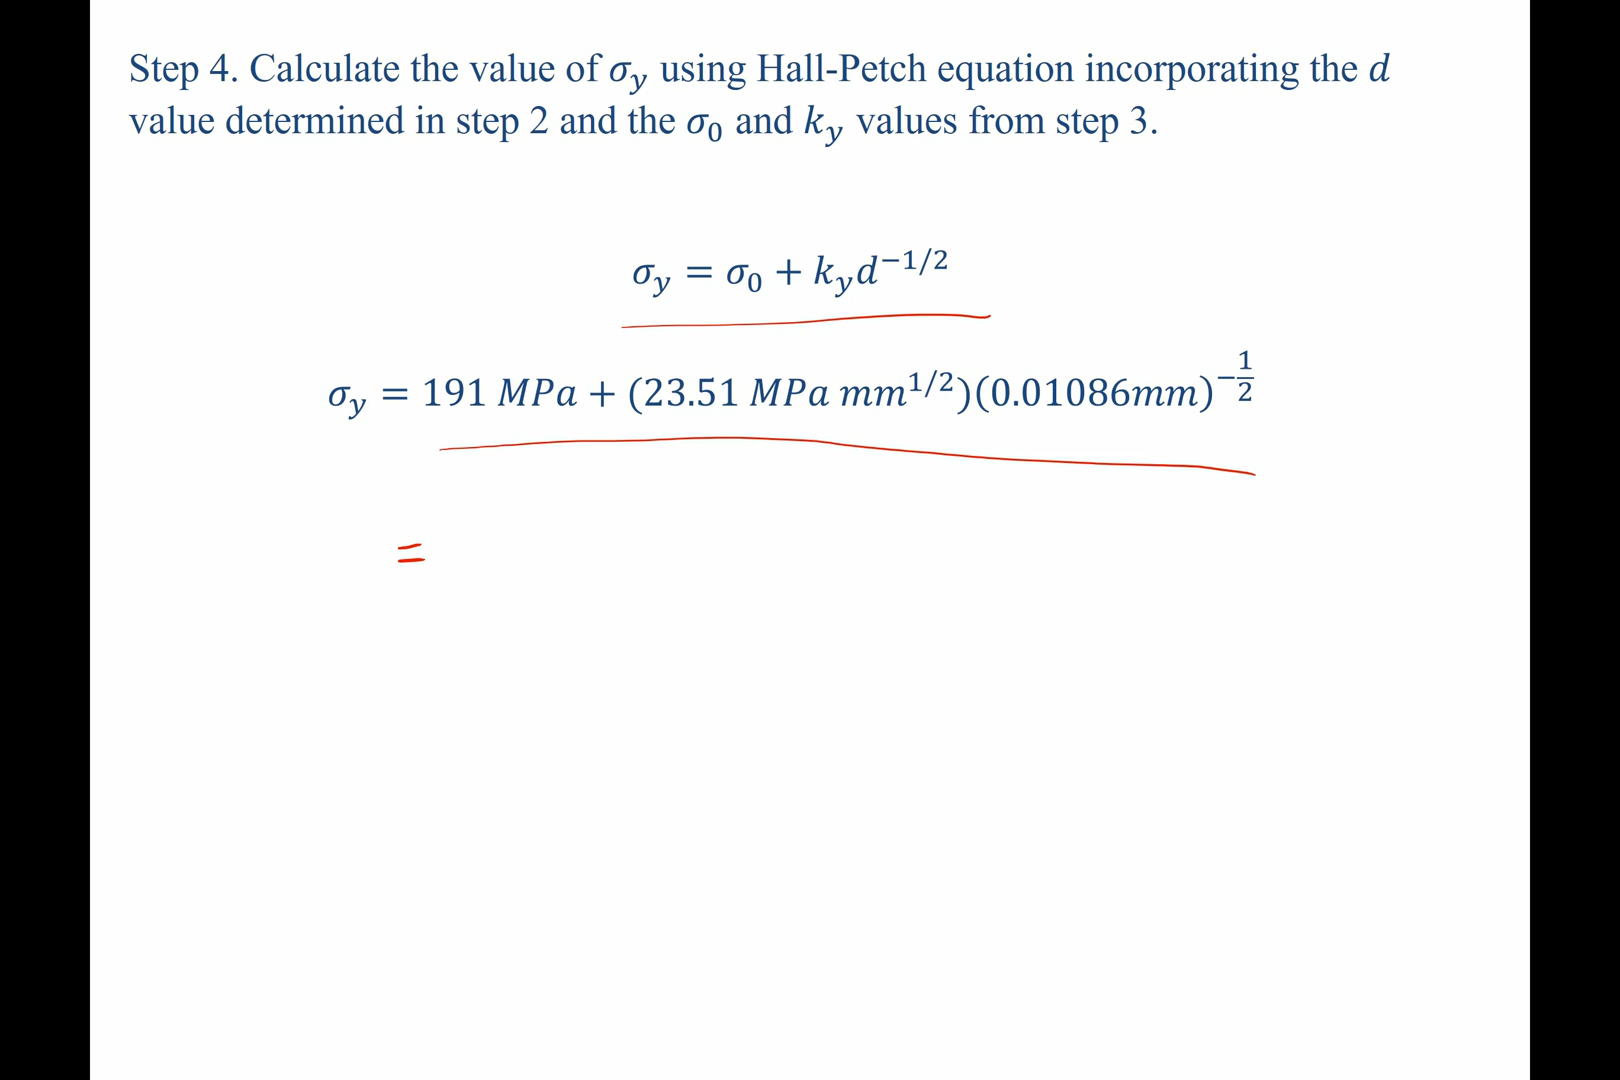 Step 4. Calculate the value of σ_y using Hall-Petch equation incorporating the d
value determined in step 2 and the σ_0 and k_y values from step 3.
σ_y = σ_0 + k_y d^{−1/2}
σ_y = 191 MPa + (23.51 MPa mm^{1/2})(0.01086mm)^{−1/2}
=